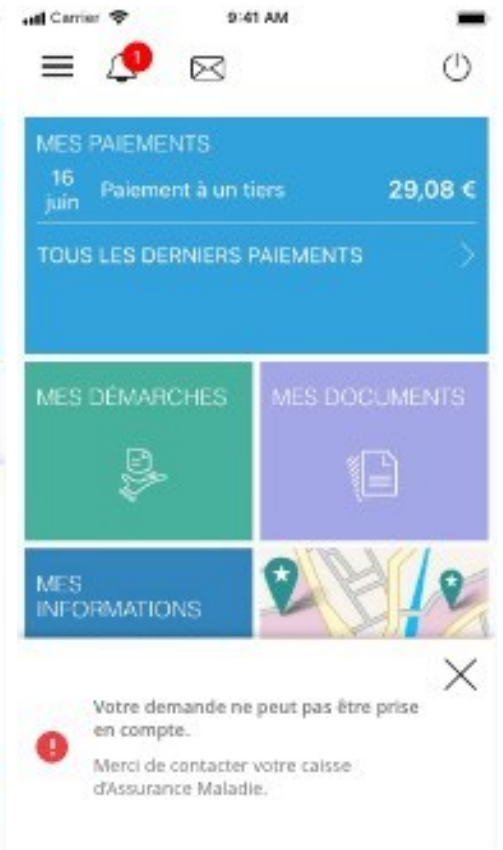 Carrier 9:41 AM
1
MES PAIEMENTS
16 juin Paiement à un tiers 29,08 €
TOUS LES DERNIERS PAIEMENTS
MES DÉMARCHES MES DOCUMENTS
MES
INFORMATIONS
Votre demande ne peut pas être prise
en compte.
Merci de contacter votre caisse
d'Assurance Maladie.